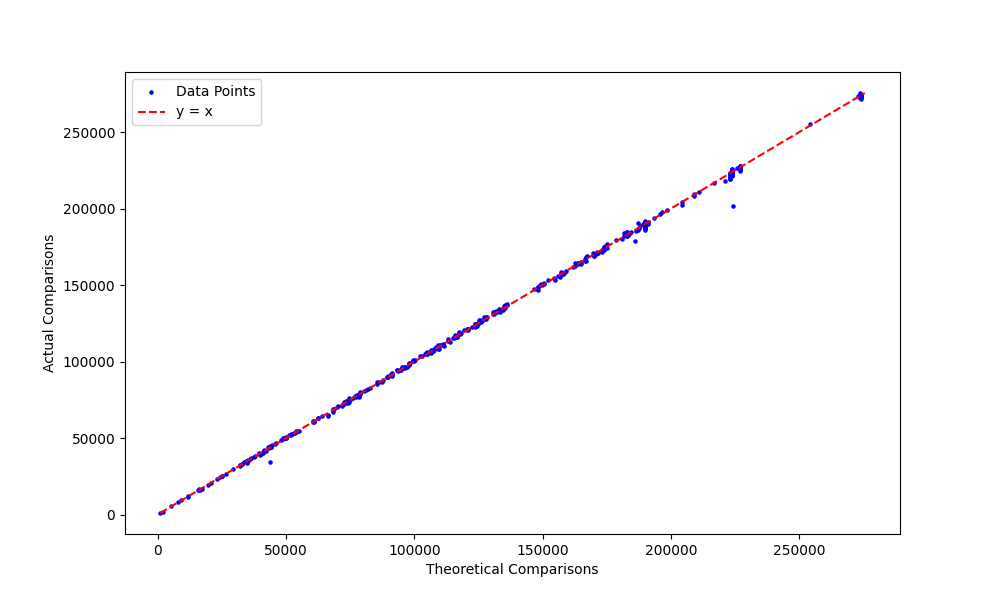 Data Points
y = x
250000
200000
150000
100000
50000
0
Actual Comparisons
0 50000 100000 150000 200000 250000
Theoretical Comparisons